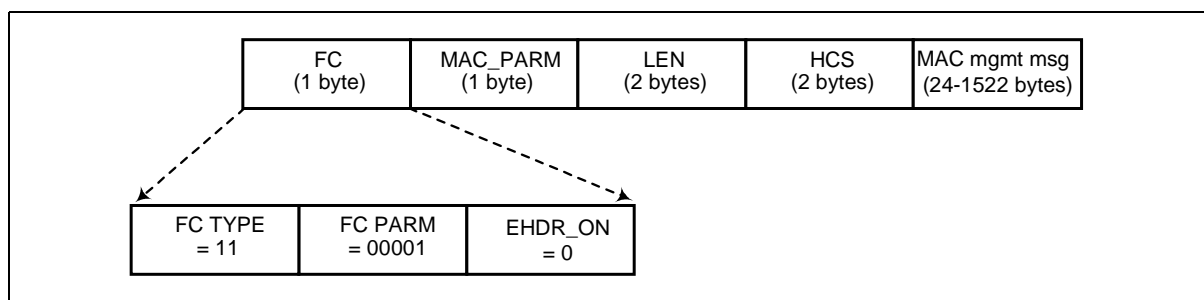 FC
(1 byte)
MAC_PARM
(1 byte)
LEN
(2 bytes)
HCS
(2 bytes)
MAC mgmt msg
(24-1522 bytes)
FC TYPE
= 11
FC PARM
= 00001
EHDR_ON
= 0